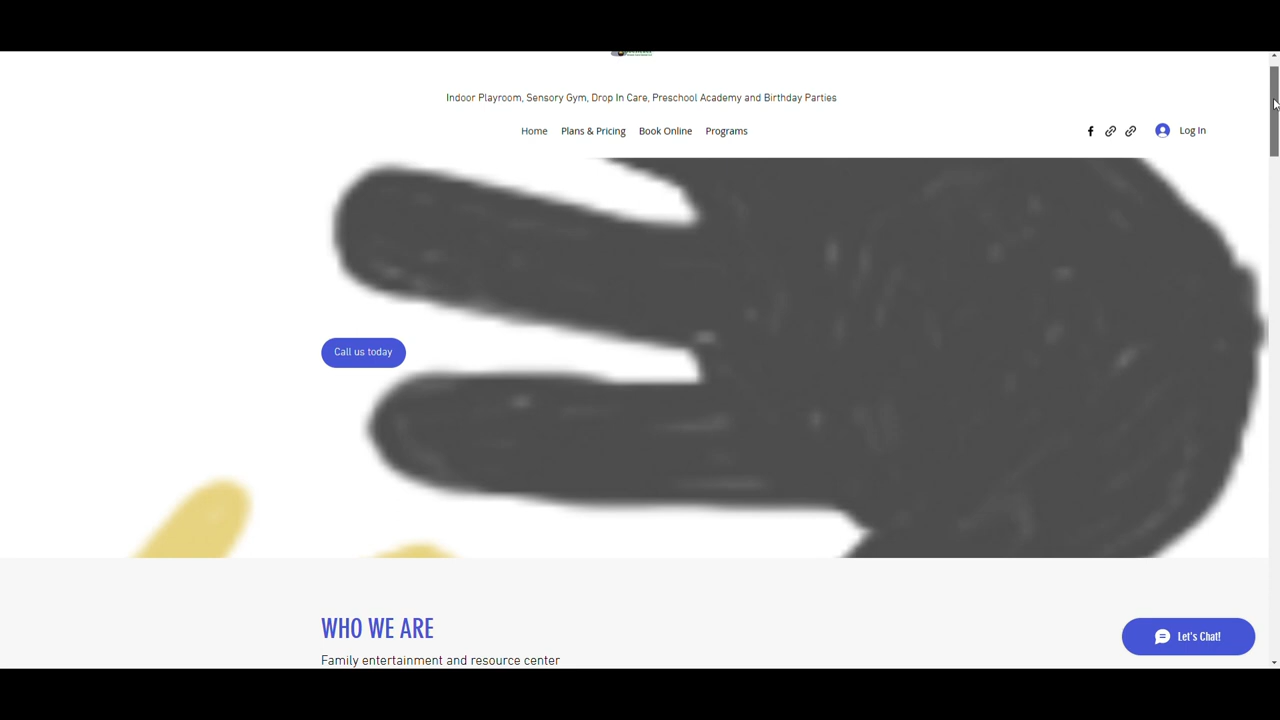 Indoor Playroom, Sensory Gym, Drop In Care, Preschool Academy and Birthday Parties
Home Plans & Pricing Book Online Programs Log In
Call us today
WHO WE ARE
Family entertainment and resource center
Let's Chat!